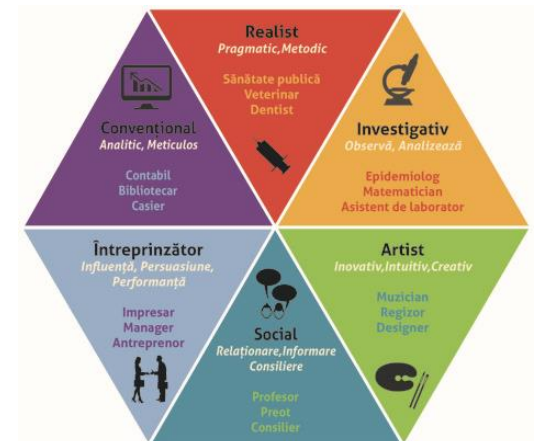 Realist
Pragmatic,Metodic
Sănătate publică
Veterinar
Dentist
Investigativ
Observă, Analizează
Epidemiolog
Matematician
Asistent de laborator
Artist
Inovativ,Intuitiv,Creativ
Muzician
Regizor
Designer
Social
Relaționare,Informare
Consiliere
Profesor
Preot
Consilier
Întreprinzător
Influență, Persuasiune,
Performanță
Impresar
Manager
Antreprenor
Convențional
Analitic, Meticulos
Contabil
Bibliotecar
Casier